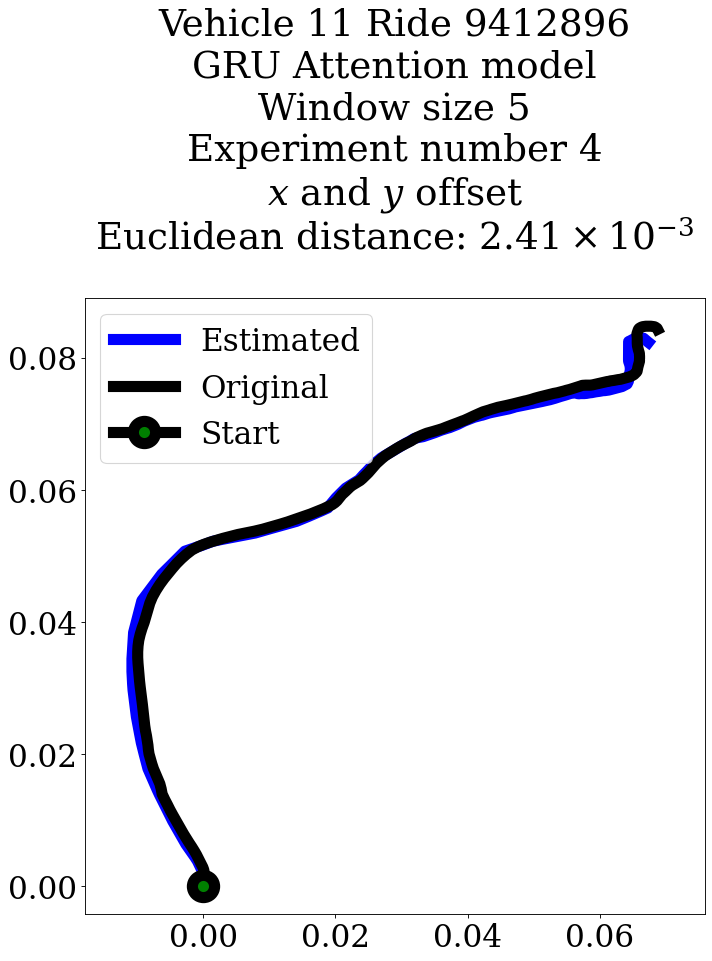 Vehicle 11 Ride 9412896
GRU Attention model
Window size 5
Experiment number 4
x and y offset
Euclidean distance: 2.41 × 10⁻³
Estimated
Original
Start
0.08
0.06
0.04
0.02
0.00
0.00 0.02 0.04 0.06